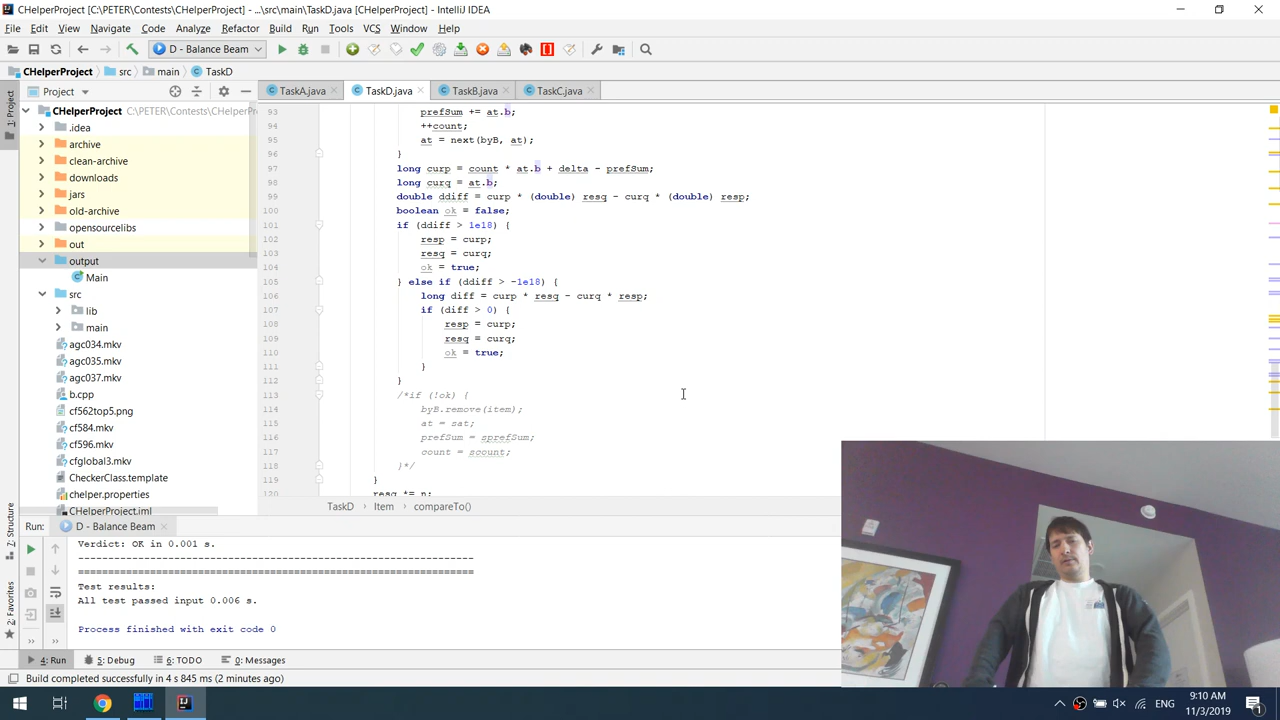 CHelperProject [C:\PETER\Contests\CHelperProject] - ...\src\main\TaskD.java [CHelperProject] - IntelliJ IDEA
File Edit View Navigate Code Analyze Refactor Build Run Tools VCS Window Help
D - Balance Beam
CHelperProject src main TaskD
Project TaskA.java TaskD.java TaskB.java TaskC.java
1: Project
CHelperProject C:\PETER\Contests\CHelperProject
.idea
archive
clean-archive
downloads
jars
old-archive
opensourcelibs
out
output
Main
src
lib
main
agc034.mkv
agc035.mkv
agc037.mkv
b.cpp
cf562top5.png
cf584.mkv
cf596.mkv
cfglobal3.mkv
CheckerClass.template
chelper.properties
CHelperProject.iml
93 prefSum += at.b;
94 ++count;
95 at = next(byB, at);
96 }
97 long curp = count * at.b + delta - prefSum;
98 long curq = at.b;
99 double ddiff = curp * (double) resq - curq * (double) resp;
100 boolean ok = false;
101 if (ddiff > 1e18) {
102 resp = curp;
103 resq = curq;
104 ok = true;
105 } else if (ddiff > -1e18) {
106 long diff = curp * resq - curq * resp;
107 if (diff > 0) {
108 resp = curp;
109 resq = curq;
110 ok = true;
111 }
112 }
113 /*if (!ok) {
114 byB.remove(item);
115 at = sat;
116 prefSum = sprefSum;
117 count = scount;
118 }*/
119 }
120 resq *= n;
TaskD Item compareTo()
Run: D - Balance Beam
Verdict: OK in 0.001 s.
------------------------------------------------------------------
==================================================================
Test results:
All test passed input 0.006 s.
Process finished with exit code 0
7: Structure
2: Favorites
4: Run 5: Debug 6: TODO 0: Messages
Build completed successfully in 4 s 845 ms (2 minutes ago)
ENG
9:10 AM
11/3/2019
1